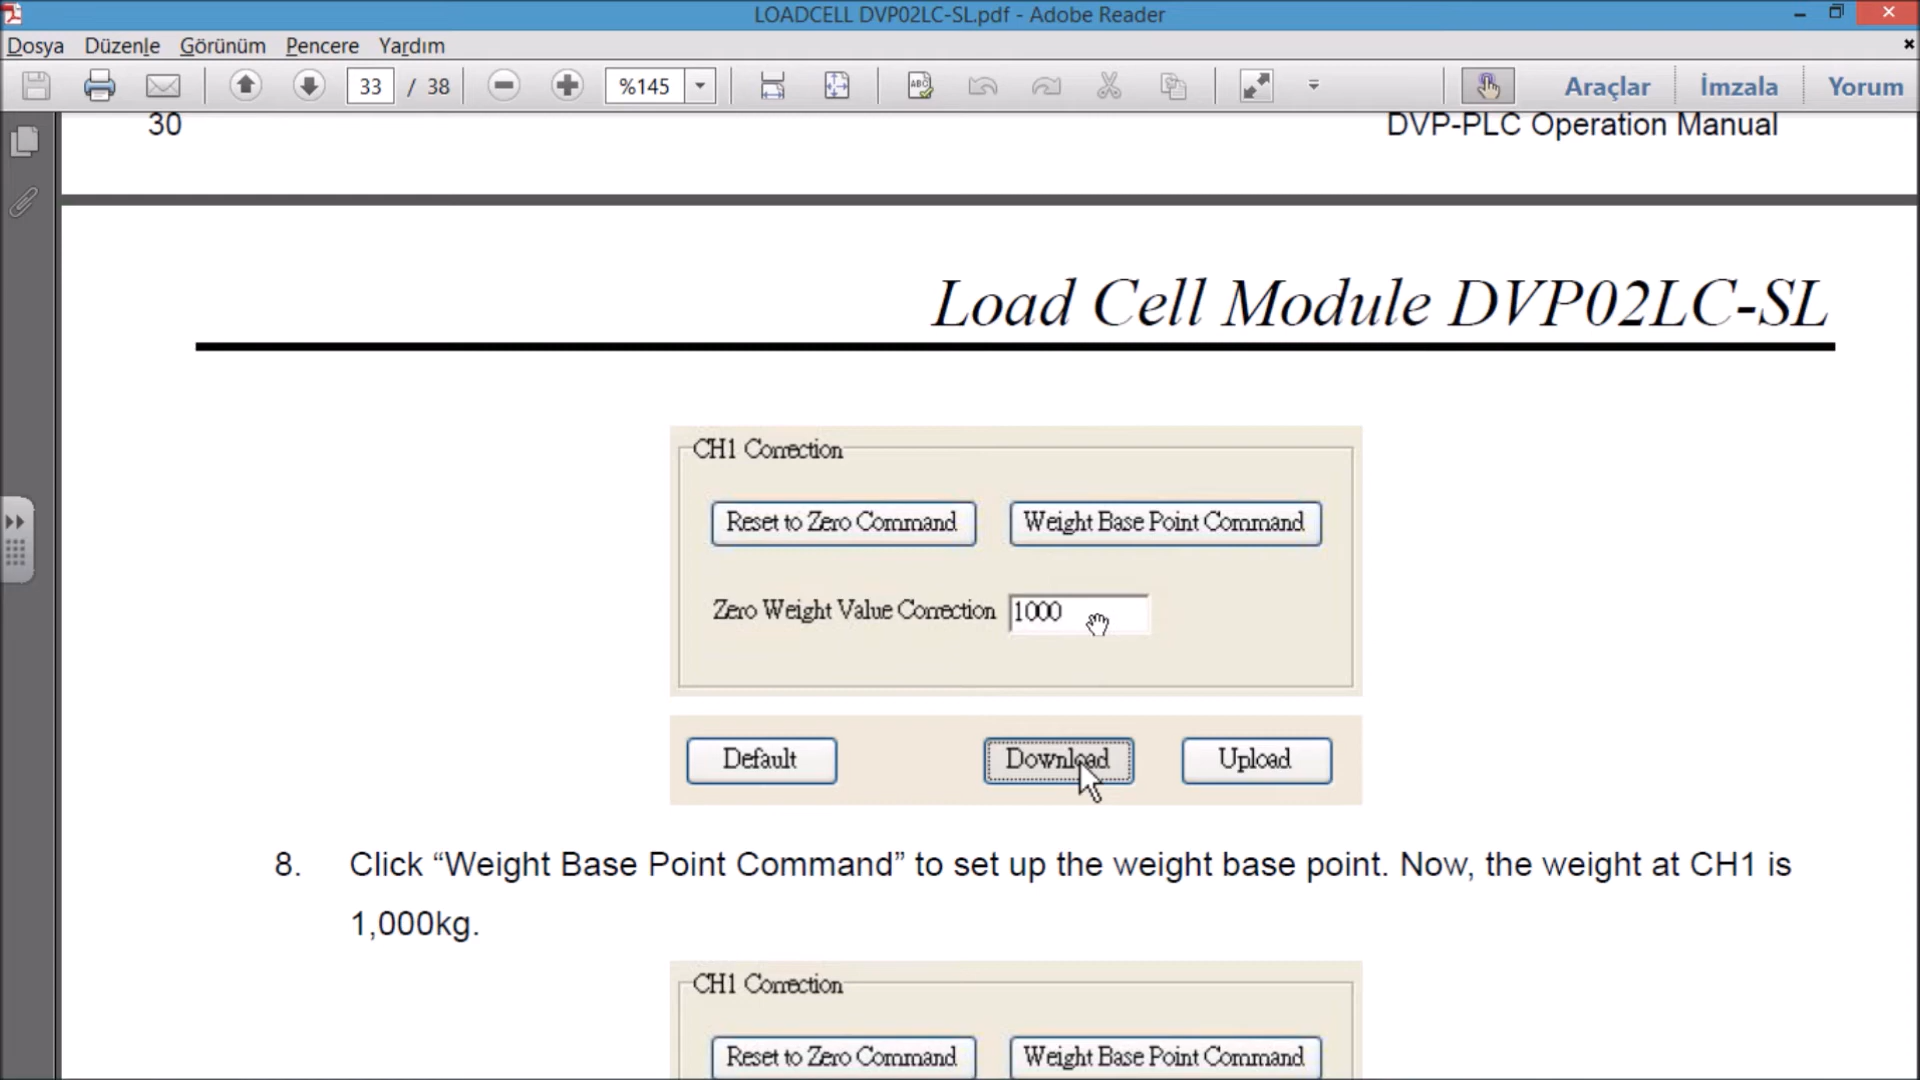 LOADCELL DVP02LC-SL.pdf - Adobe Reader
Dosya Düzenle Görünüm Pencere Yardım
33 / 38 %145 ABC Araçlar İmzala Yorum
30 DVP-PLC Operation Manual
Load Cell Module DVP02LC-SL
CH1 Correction
Reset to Zero Command Weight Base Point Command
Zero Weight Value Correction 1000
Default Download Upload
8. Click “Weight Base Point Command” to set up the weight base point. Now, the weight at CH1 is
1,000kg.
CH1 Correction
Reset to Zero Command Weight Base Point Command